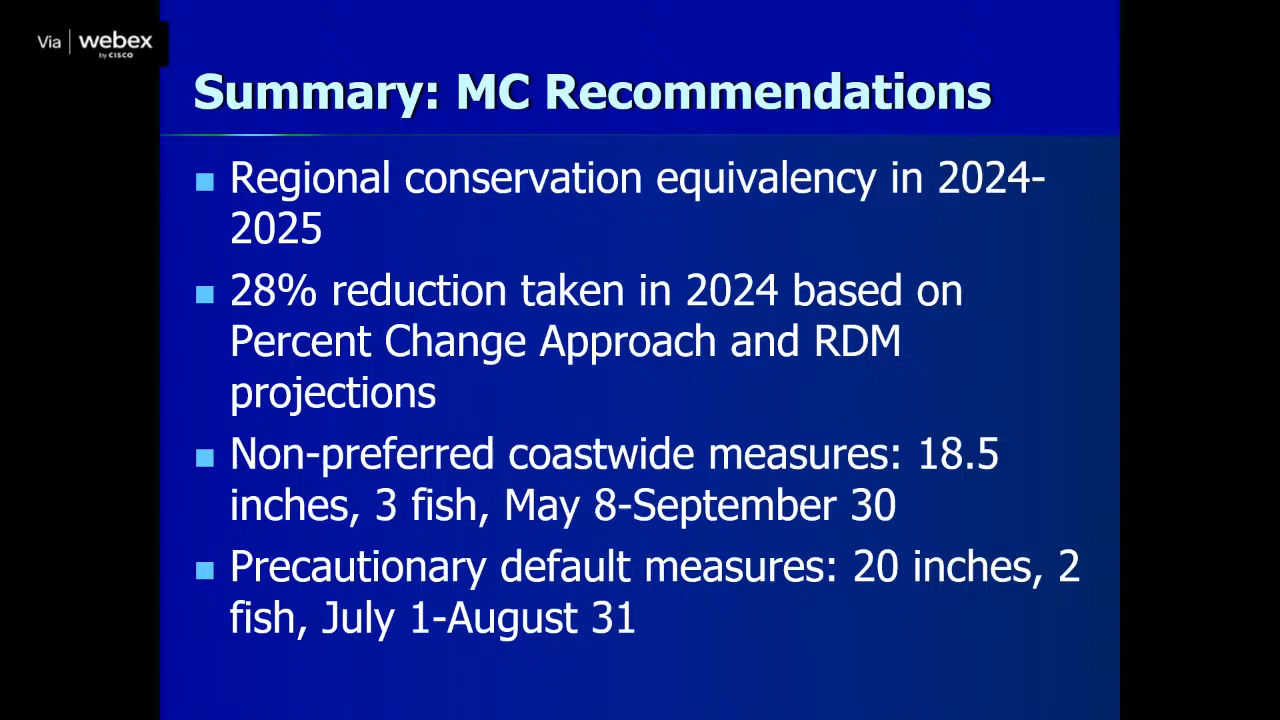 Via | webex
by CISCO
Summary: MC Recommendations
Regional conservation equivalency in 2024-
2025
28% reduction taken in 2024 based on
Percent Change Approach and RDM
projections
Non-preferred coastwide measures: 18.5
inches, 3 fish, May 8-September 30
Precautionary default measures: 20 inches, 2
fish, July 1-August 31